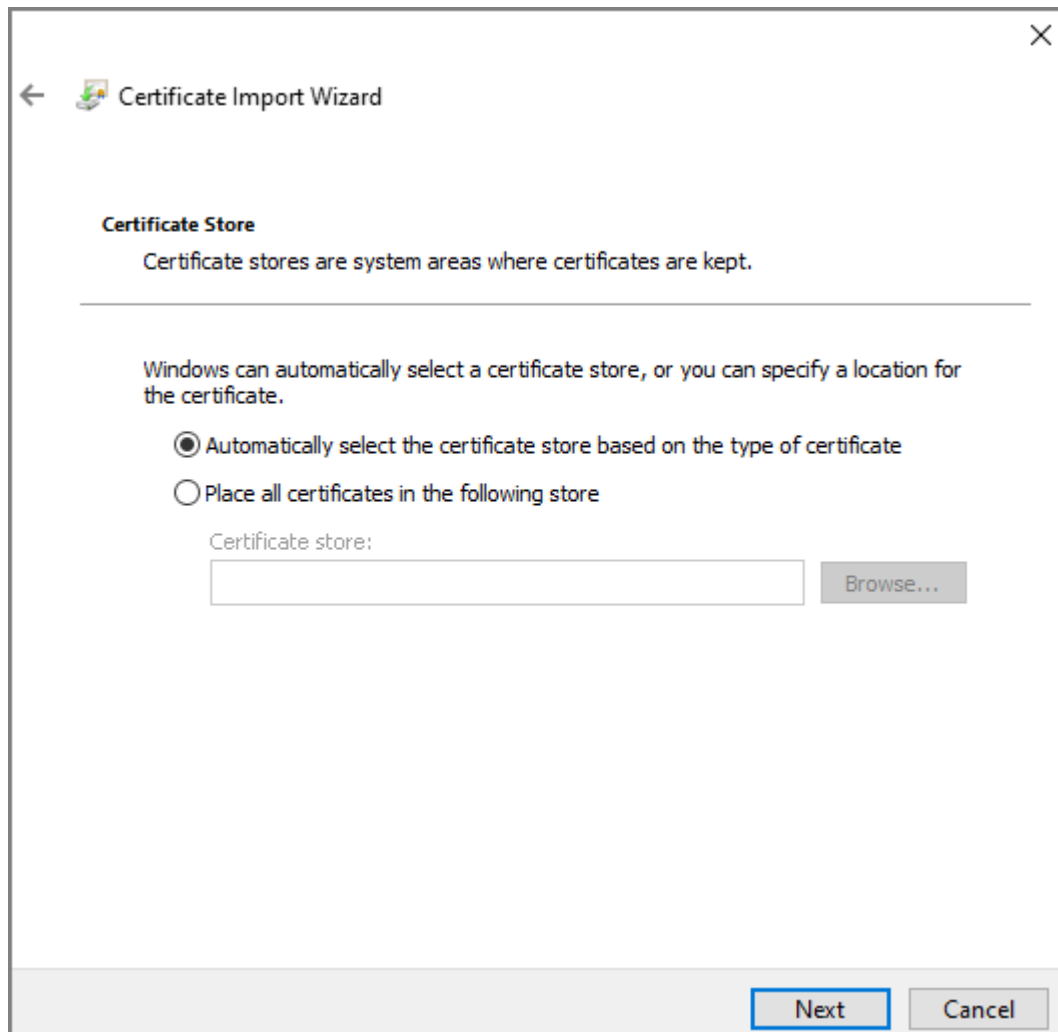 Certificate Import Wizard
Certificate Store
Certificate stores are system areas where certificates are kept.
Windows can automatically select a certificate store, or you can specify a location for
the certificate.
Automatically select the certificate store based on the type of certificate
Place all certificates in the following store
Certificate store:
Browse...
Next
Cancel